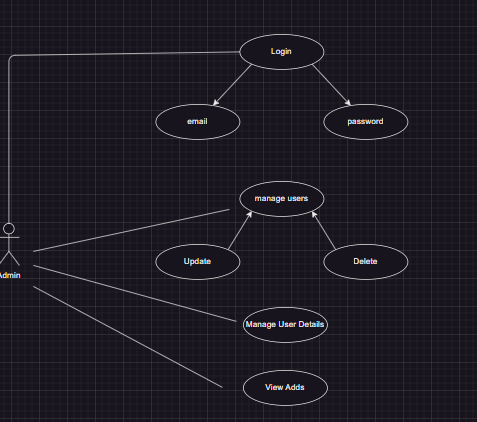 Login
email
password
manage users
Update
Delete
Admin
Manage User Details
View Adds